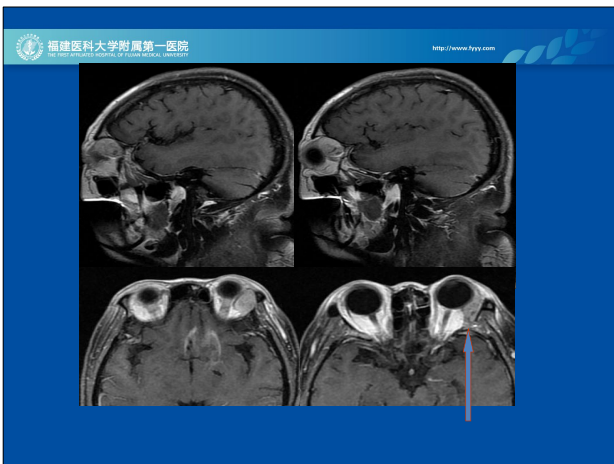 福建医科大学附属第一医院
THE FIRST AFFILIATED HOSPITAL OF FUJIAN MEDICAL UNIVERSITY
http://www.fyyy.com